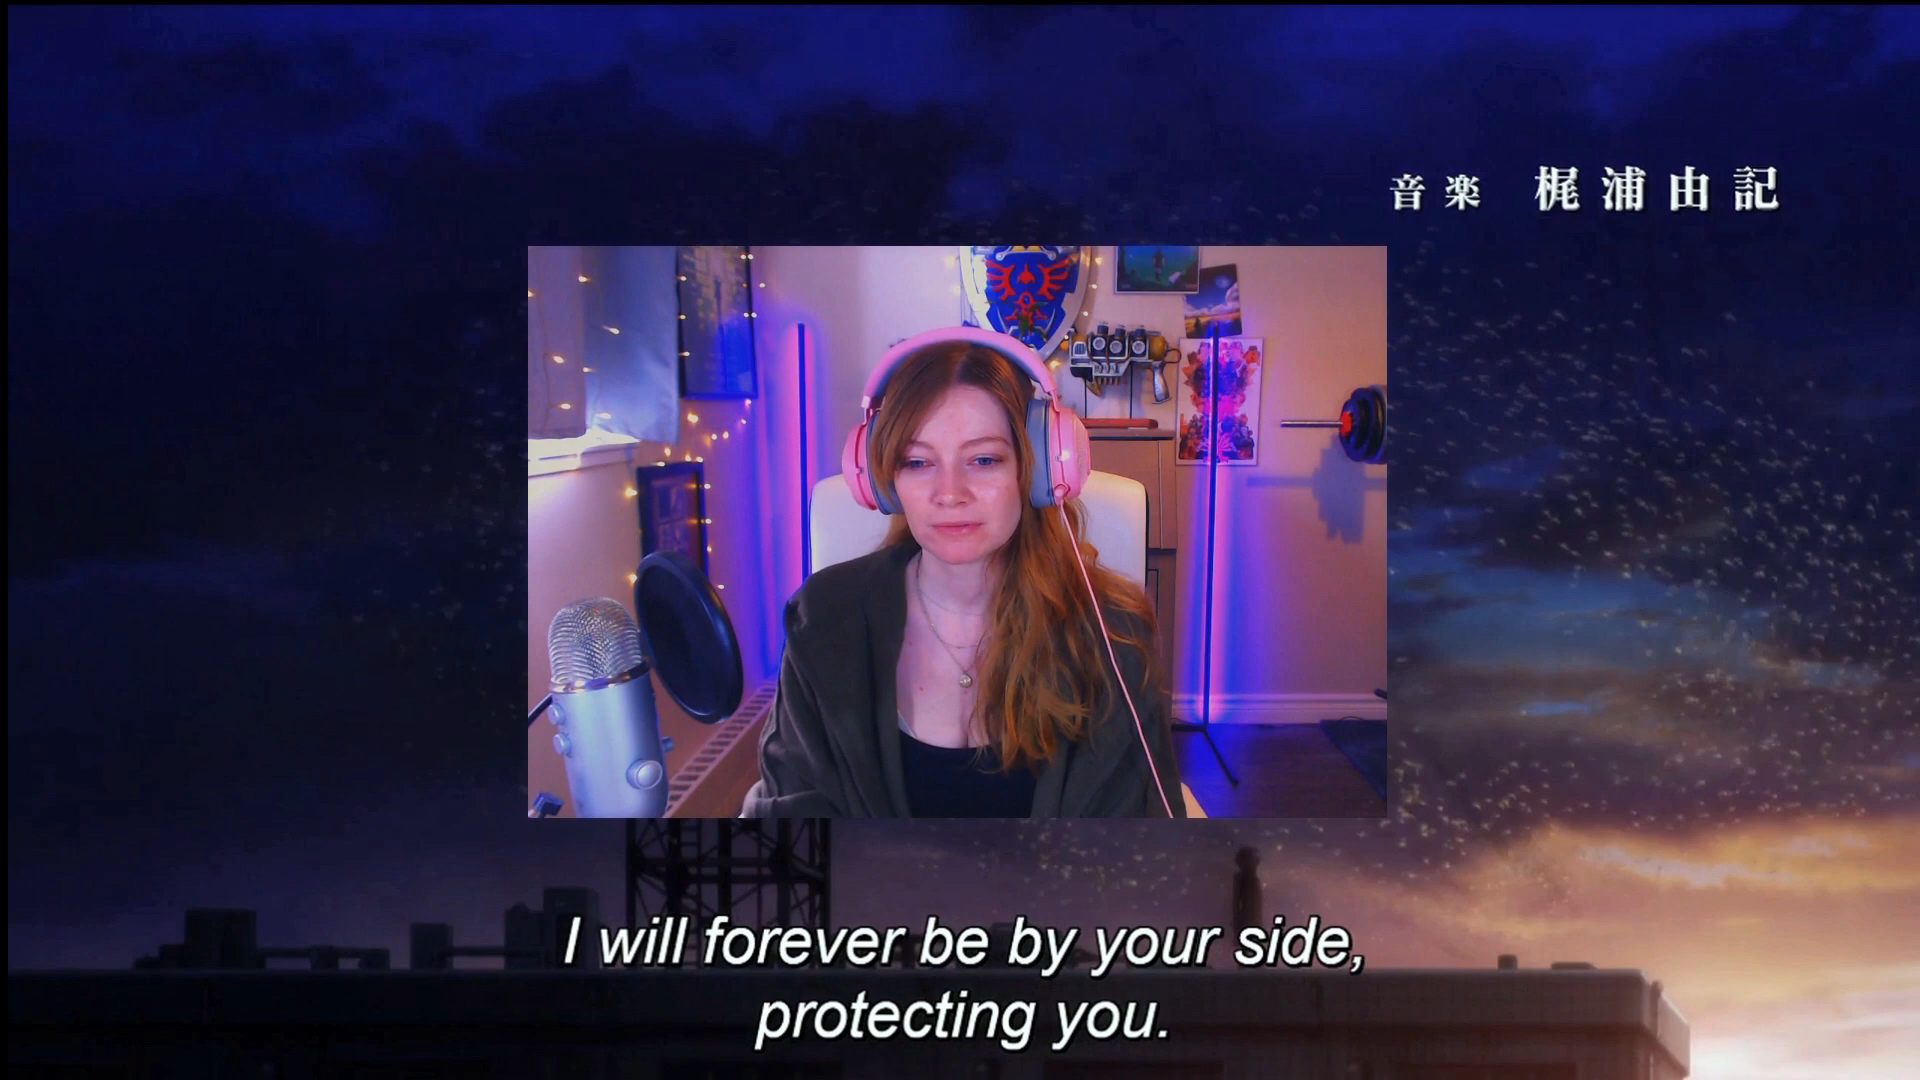 音楽 梶浦由記
I will forever be by your side,
protecting you.